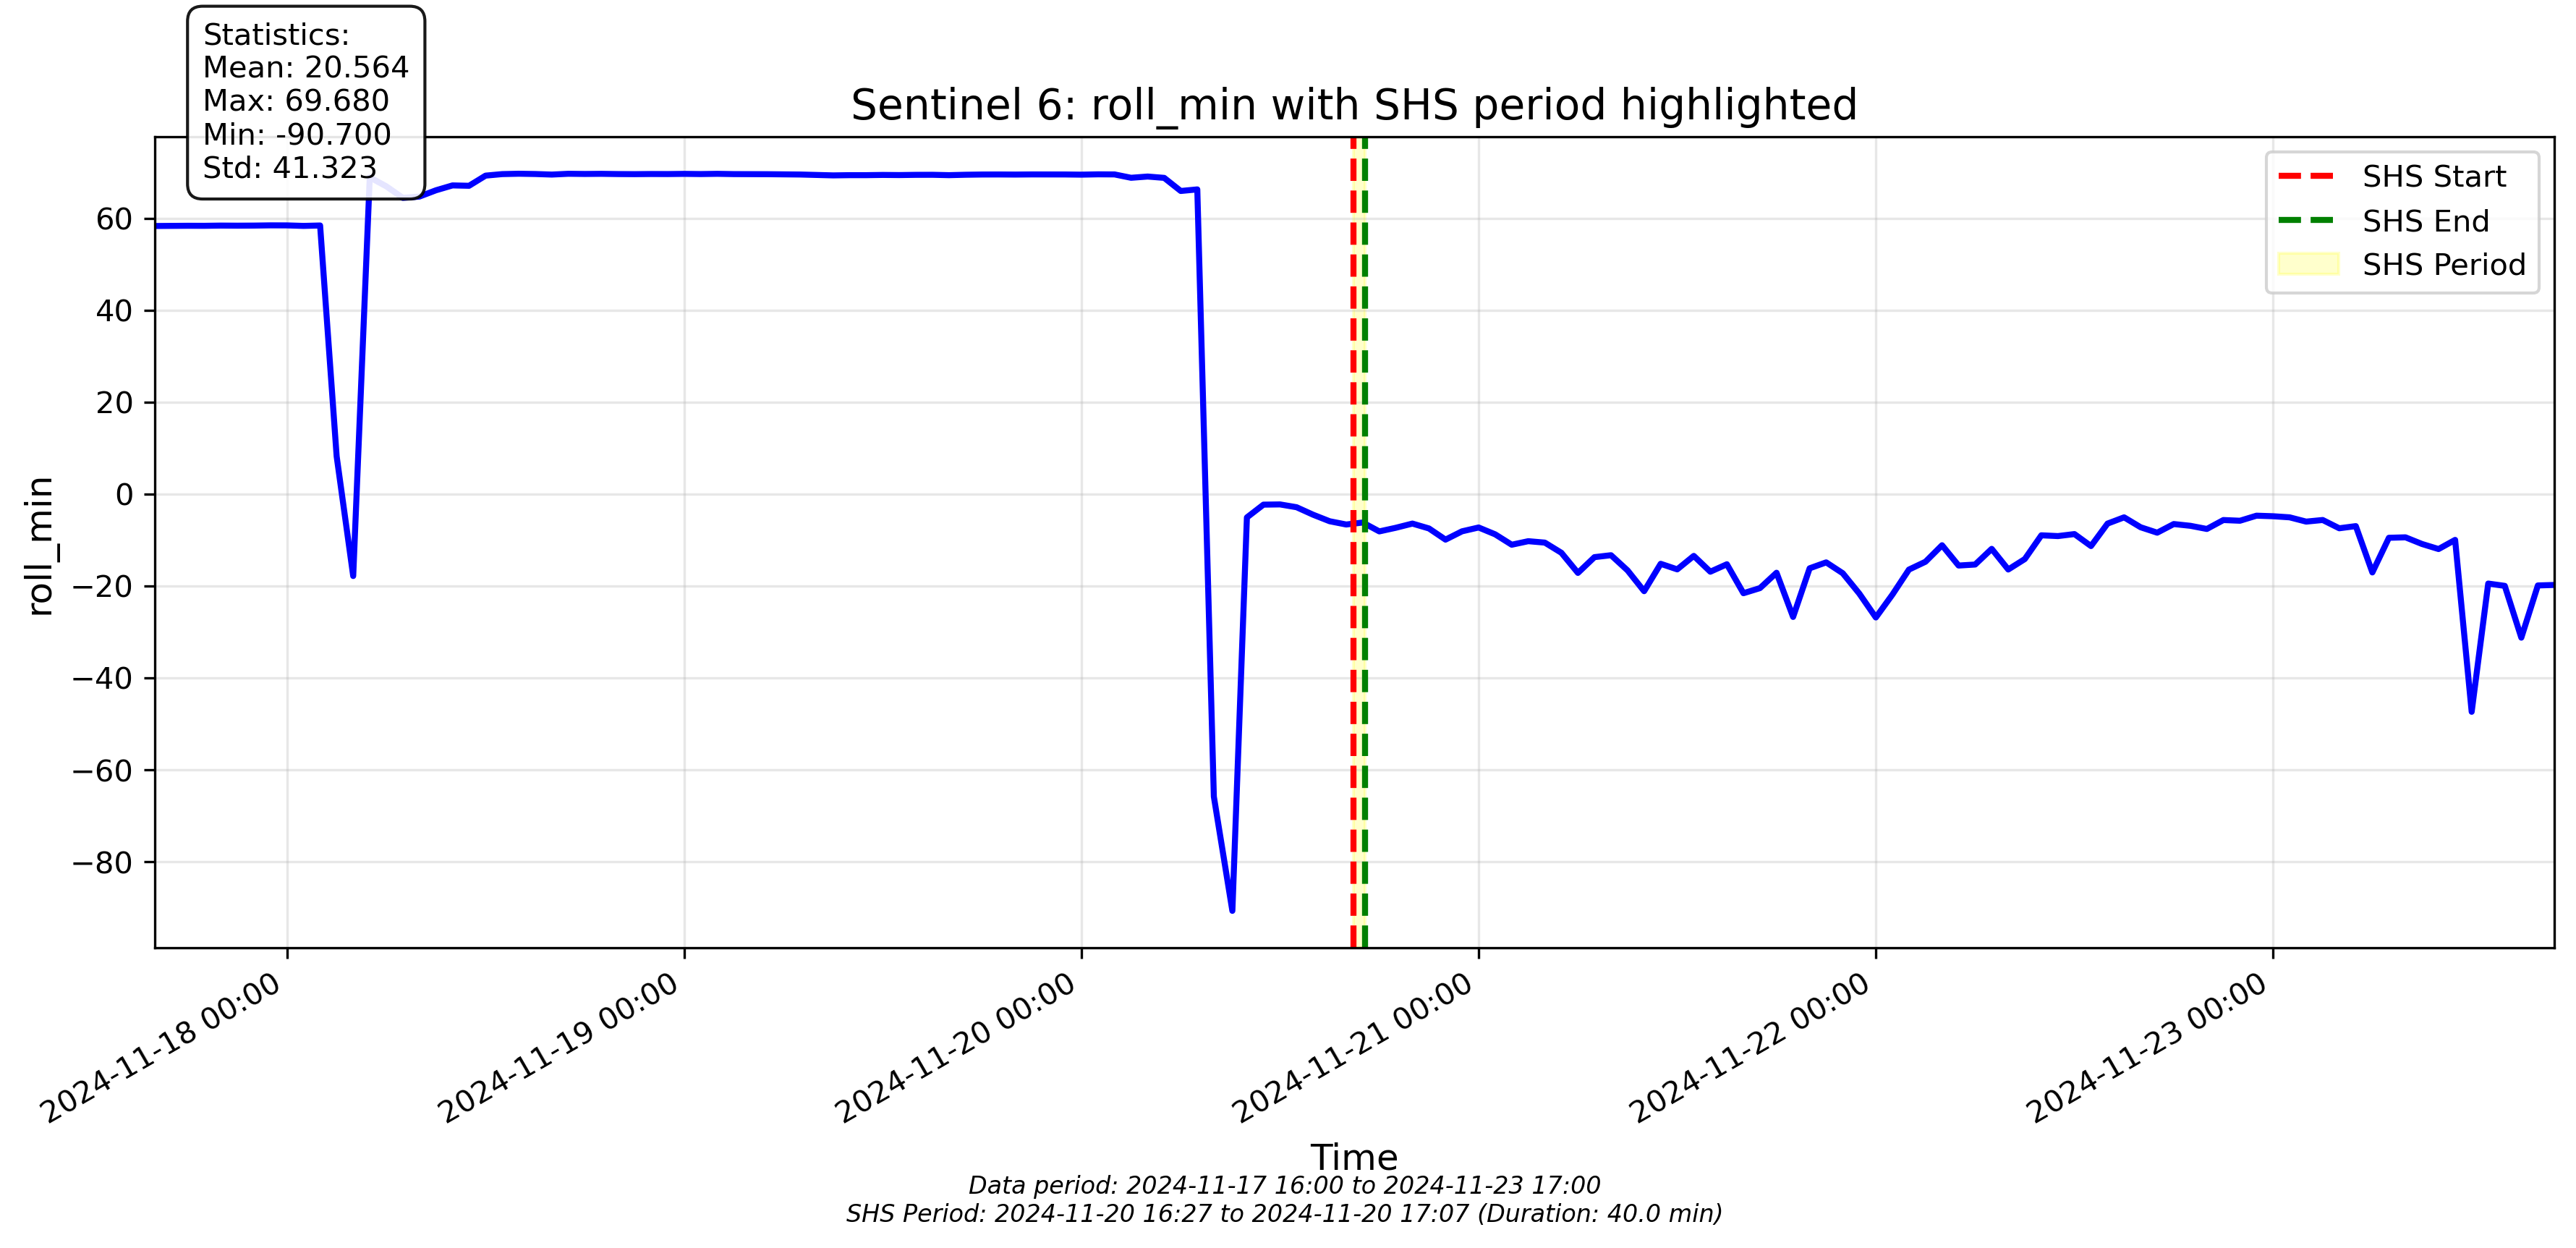 Statistics:
Mean: 20.564
Max: 69.680
Min: -90.700
Std: 41.323
Sentinel 6: roll_min with SHS period highlighted
SHS Start
SHS End
SHS Period
roll_min
60
40
20
0
−20
−40
−60
−80
2024-11-18 00:00
2024-11-19 00:00
2024-11-20 00:00
2024-11-21 00:00
2024-11-22 00:00
2024-11-23 00:00
Time
Data period: 2024-11-17 16:00 to 2024-11-23 17:00
SHS Period: 2024-11-20 16:27 to 2024-11-20 17:07 (Duration: 40.0 min)